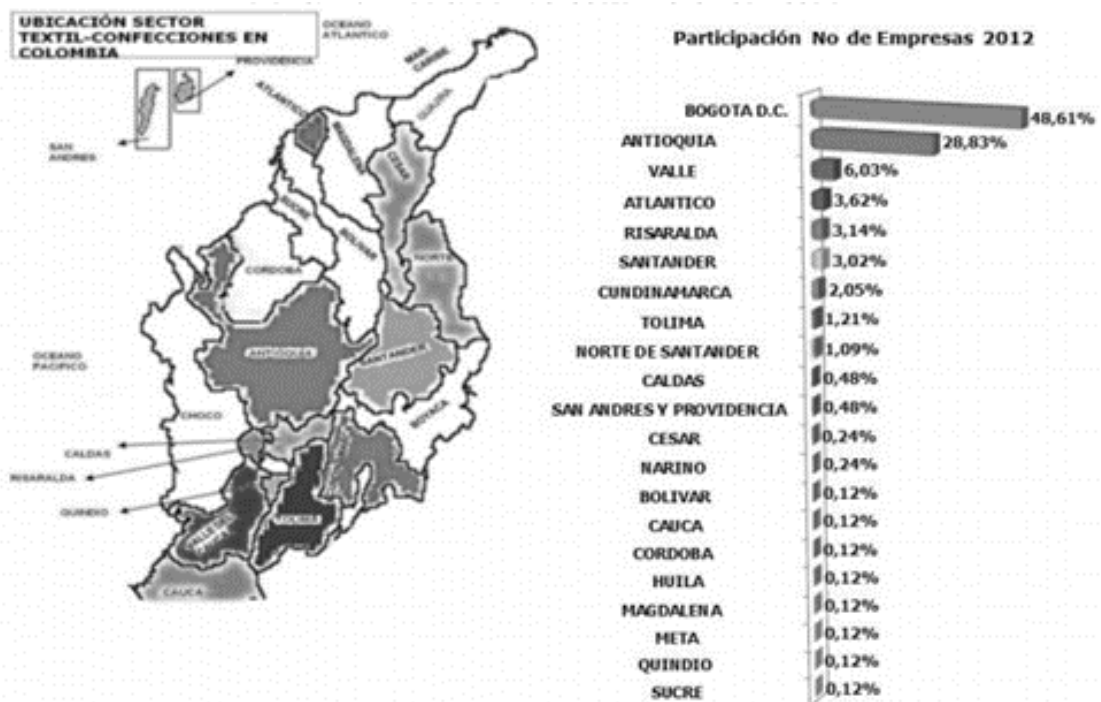 UBICACIÓN SECTOR
TEXTIL-CONFECCIONES EN
COLOMBIA
OCEANO
ATLANTICO
MAR
CARIBE
PROVIDENCIA
ATLANTICO
GUAJIRA
MAGDALENA
CESAR
SAN
ANDRES
SUCRE
BOLIVAR
NORTE
CORDOBA
OCEANO
PACIFICO
ANTIOQUIA
SANTANDER
BOYACA
CHOCO
CALDAS
RISARALDA
QUINDIO
TOLIMA
VALLE DEL
CAUCA
CAUCA
Participación No de Empresas 2012
BOGOTA D.C. 48,61%
ANTIOQUIA 28,83%
VALLE 6,03%
ATLANTICO 3,62%
RISARALDA 3,14%
SANTANDER 3,02%
CUNDINAMARCA 2,05%
TOLIMA 1,21%
NORTE DE SANTANDER 1,09%
CALDAS 0,48%
SAN ANDRES Y PROVIDENCIA 0,48%
CESAR 0,24%
NARINO 0,24%
BOLIVAR 0,12%
CAUCA 0,12%
CORDOBA 0,12%
HUILA 0,12%
MAGDALENA 0,12%
META 0,12%
QUINDIO 0,12%
SUCRE 0,12%